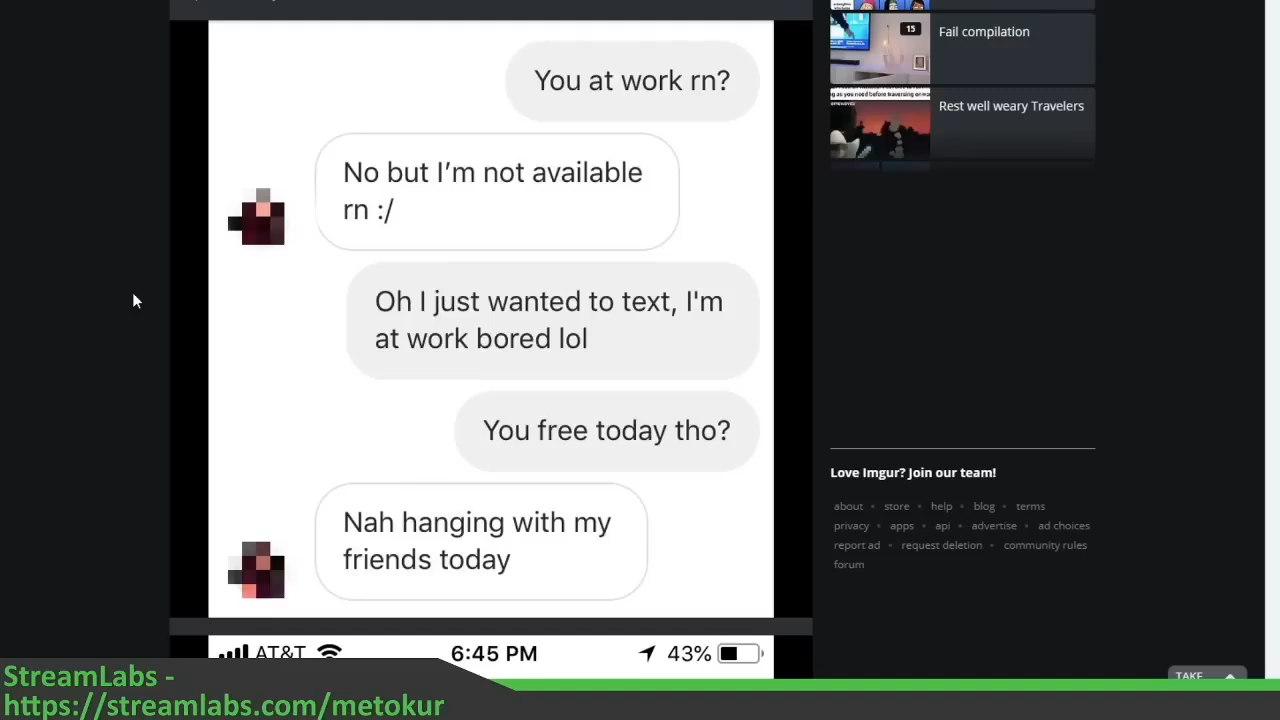 You at work rn?
No but I’m not available
rn :/
Oh I just wanted to text, I'm
at work bored lol
You free today tho?
Nah hanging with my
friends today
AT&T
6:45 PM
43%
15
Fail compilation
Rest well weary Travelers
Love Imgur? Join our team!
about • store • help • blog • terms
privacy • apps • api • advertise • ad choices
report ad • request deletion • community rules
forum
TAKE
StreamLabs -
https://streamlabs.com/metokur